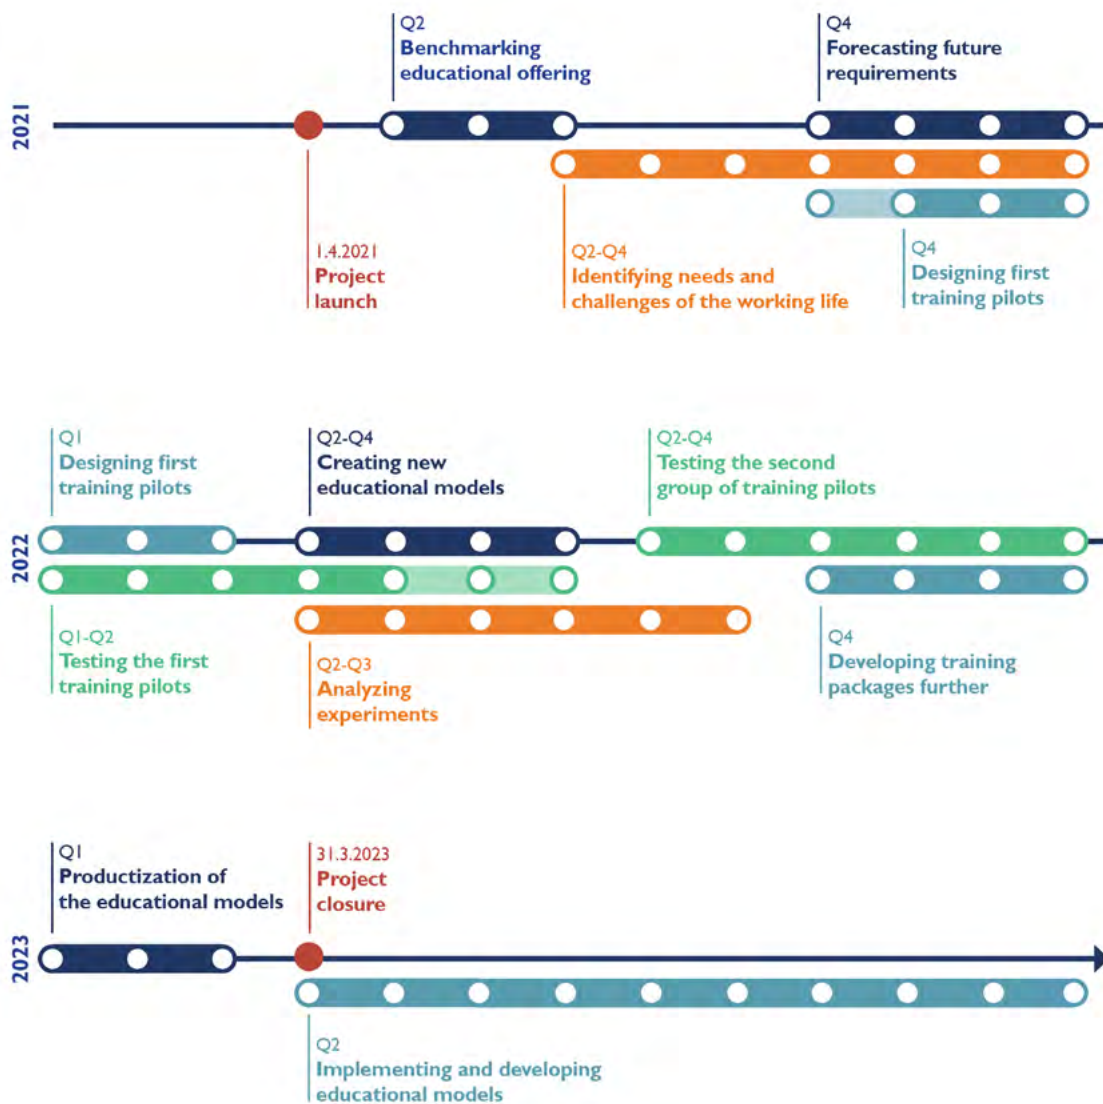 2021
Q2
Benchmarking
educational offering
Q4
Forecasting future
requirements
1.4.2021
Project
launch
Q2-Q4
Identifying needs and
challenges of the working life
Q4
Designing first
training pilots
2022
Q1
Designing first
training pilots
Q2-Q4
Creating new
educational models
Q2-Q4
Testing the second
group of training pilots
Q1-Q2
Testing the first
training pilots
Q2-Q3
Analyzing
experiments
Q4
Developing training
packages further
2023
Q1
Productization of
the educational models
31.3.2023
Project
closure
Q2
Implementing and developing
educational models